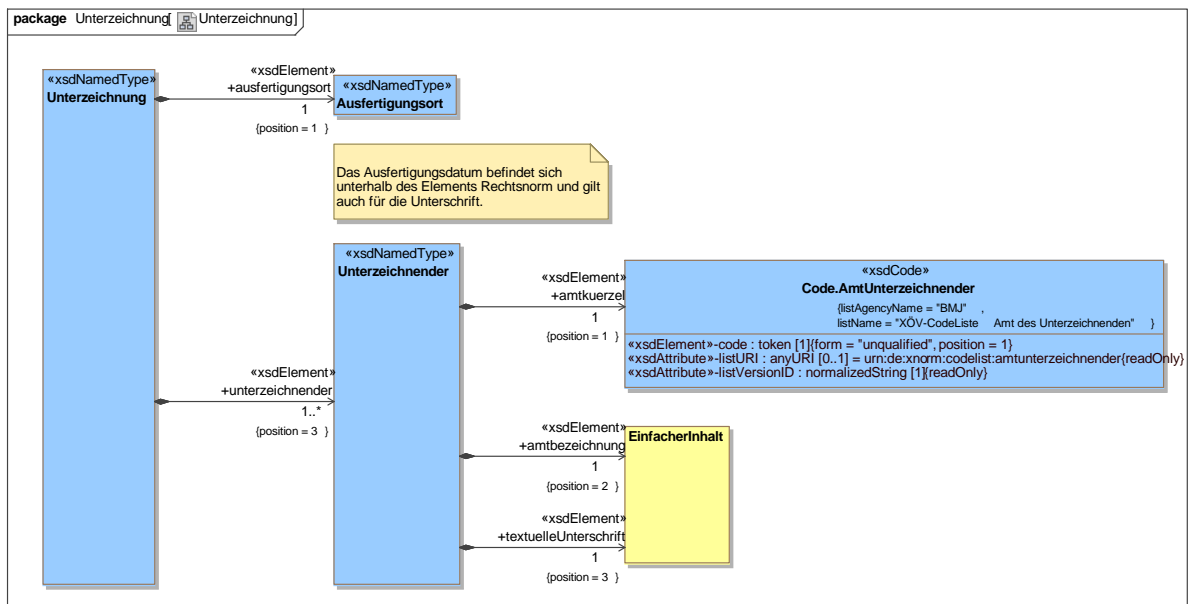 package Unterzeichnung[ Unterzeichnung]
«xsdNamedType»
Unterzeichnung
«xsdElement»
+ausfertigungsort
1
{position = 1 }
«xsdNamedType»
Ausfertigungsort
Das Ausfertigungsdatum befindet sich
unterhalb des Elements Rechtsnorm und gilt
auch für die Unterschrift.
«xsdElement»
+unterzeichnender
1..*
{position = 3 }
«xsdNamedType»
Unterzeichnender
«xsdElement»
+amtkuerzel
1
{position = 1 }
«xsdCode»
Code.AmtUnterzeichnender
{listAgencyName = "BMJ" ,
listName = "XÖV-CodeListe Amt des Unterzeichnenden" }
«xsdElement»-code : token [1]{form = "unqualified", position = 1}
«xsdAttribute»-listURI : anyURI [0..1] = urn:de:xnorm:codelist:amtunterzeichnender{readOnly}
«xsdAttribute»-listVersionID : normalizedString [1]{readOnly}
«xsdElement»
+amtbezeichnung
1
{position = 2 }
EinfacherInhalt
«xsdElement»
+textuelleUnterschrift
1
{position = 3 }